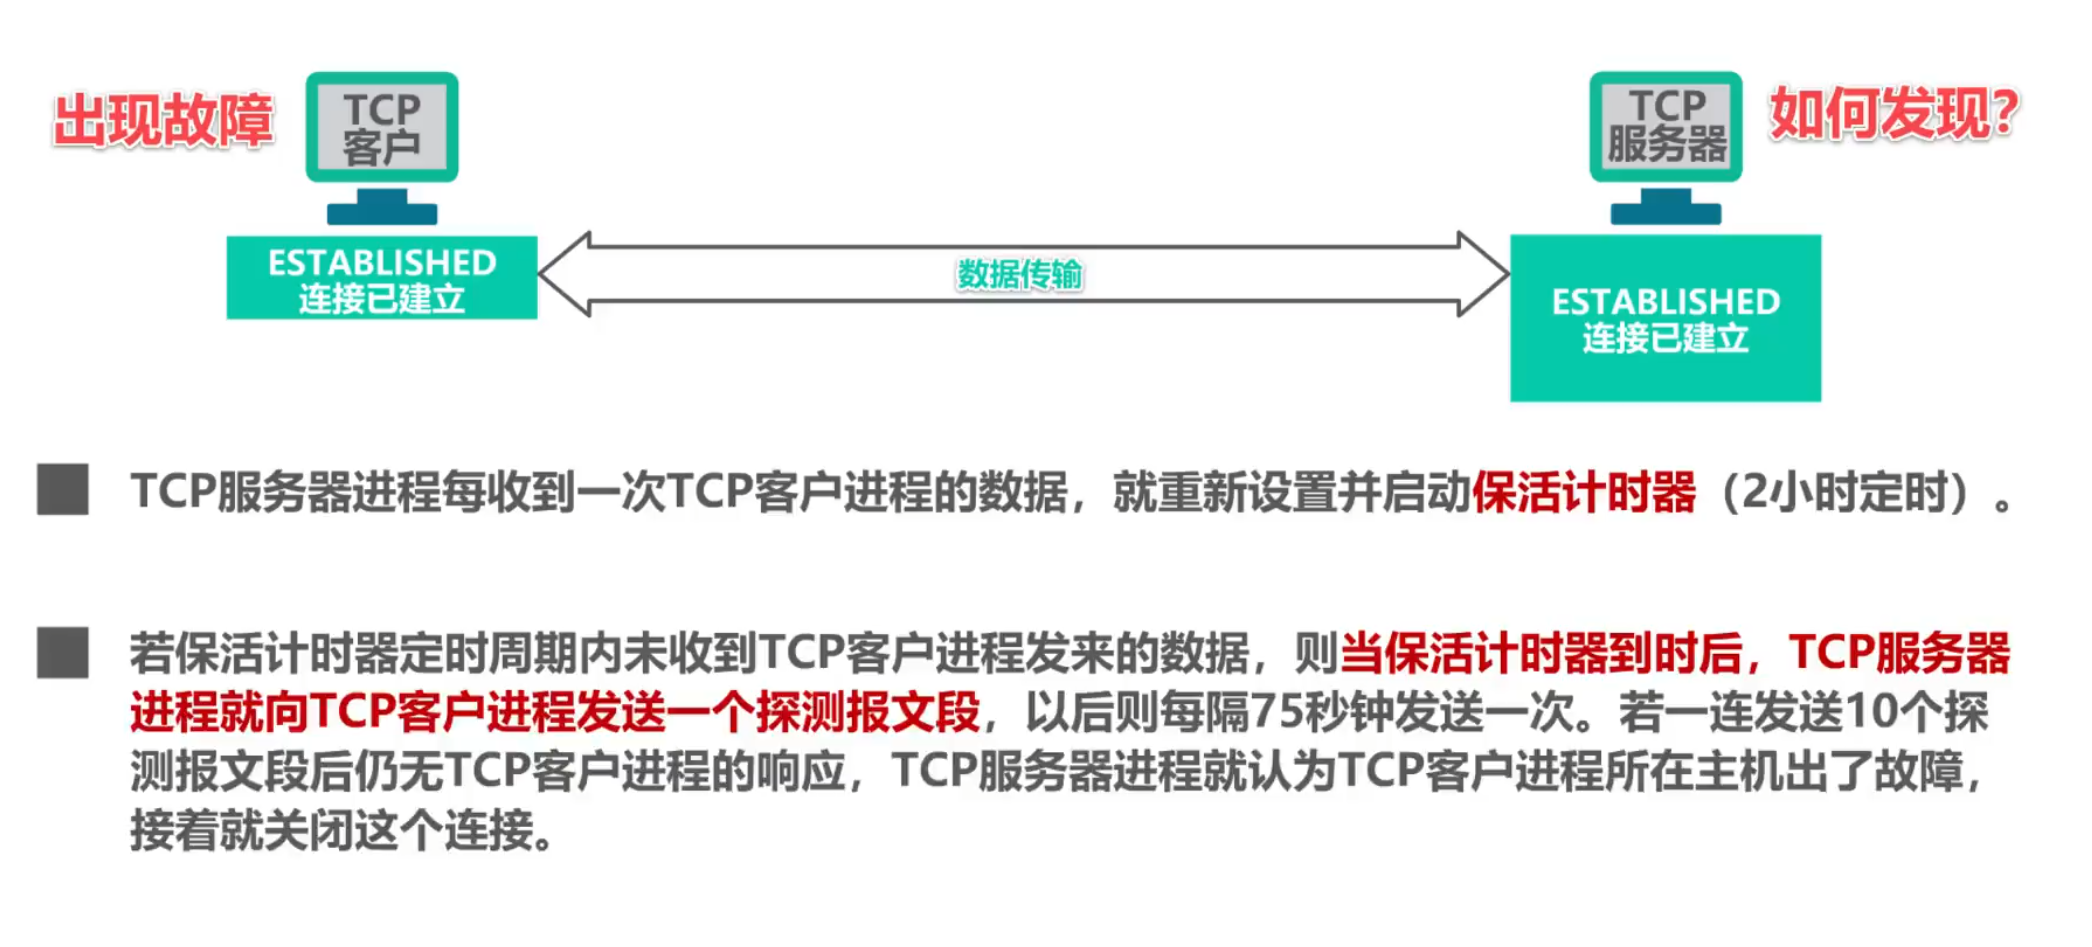 出现故障
TCP
客户
TCP
服务器
如何发现?
ESTABLISHED
连接已建立
数据传输
ESTABLISHED
连接已建立
TCP服务器进程每收到一次TCP客户进程的数据，就重新设置并启动保活计时器（2小时定时）。
若保活计时器定时周期内未收到TCP客户进程发来的数据，则当保活计时器到时后，TCP服务器
进程就向TCP客户进程发送一个探测报文段，以后则每隔75秒钟发送一次。若一连发送10个探
测报文段后仍无TCP客户进程的响应，TCP服务器进程就认为TCP客户进程所在主机出了故障，
接着就关闭这个连接。